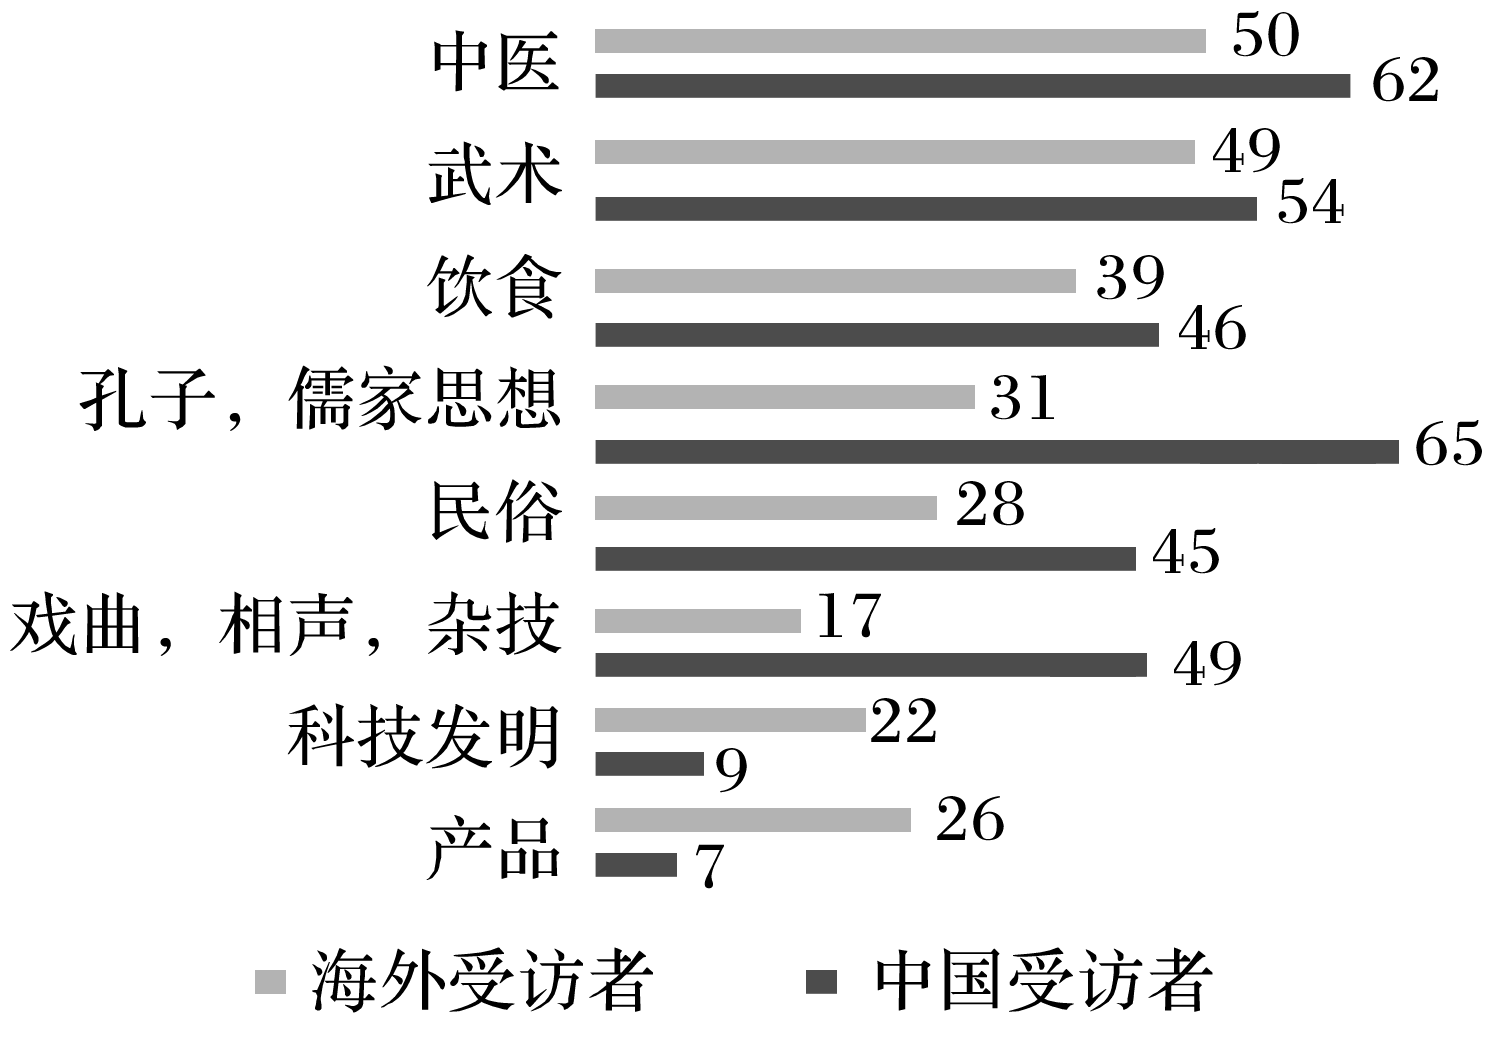 中医
50
62
武术
49
54
饮食
39
46
孔子，儒家思想
31
65
民俗
28
45
戏曲，相声，杂技
17
49
科技发明
22
9
产品
26
7
海外受访者 中国受访者